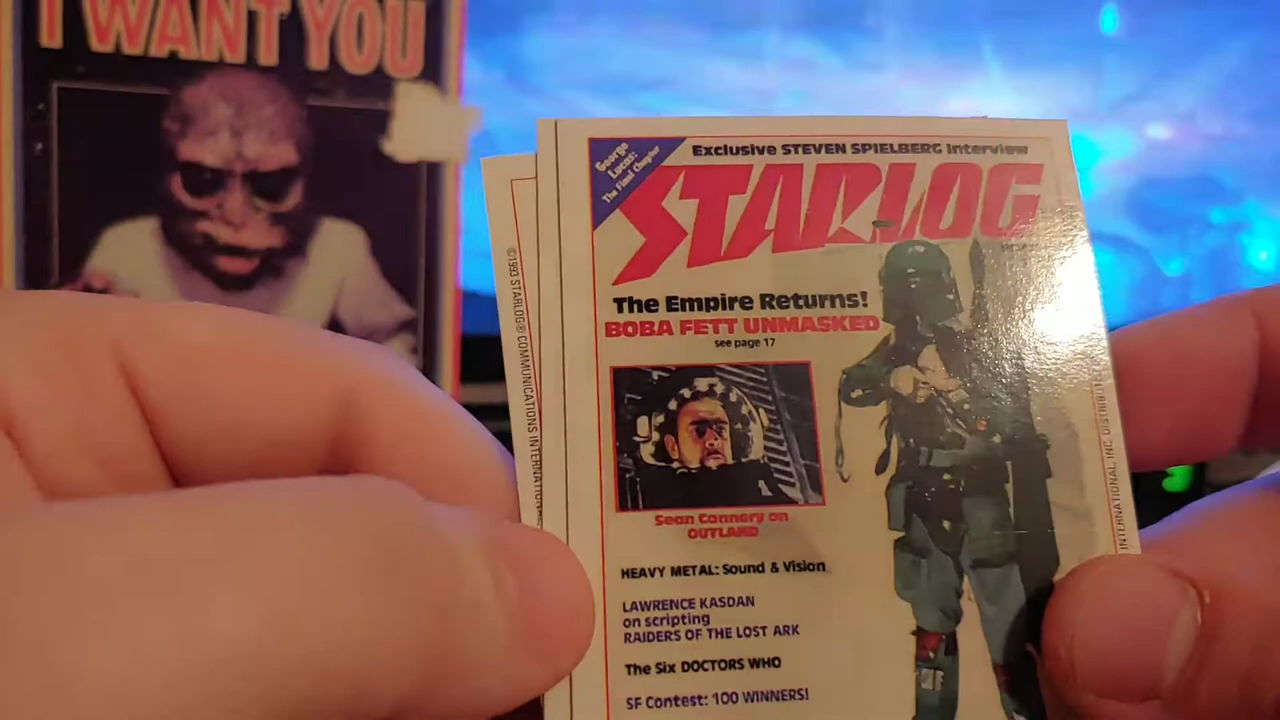 I WANT YOU
George
Lucas:
The Final Chapter
Exclusive STEVEN SPIELBERG Interview
STARLOG
The Empire Returns!
BOBA FETT UNMASKED
see page 17
Sean Connery on
OUTLAND
HEAVY METAL: Sound & Vision
LAWRENCE KASDAN
on scripting
RAIDERS OF THE LOST ARK
The Six DOCTORS WHO
SF Contest: 100 WINNERS!
©1993 STARLOG® COMMUNICATIONS INTERNATIONAL
INTERNATIONAL, INC.